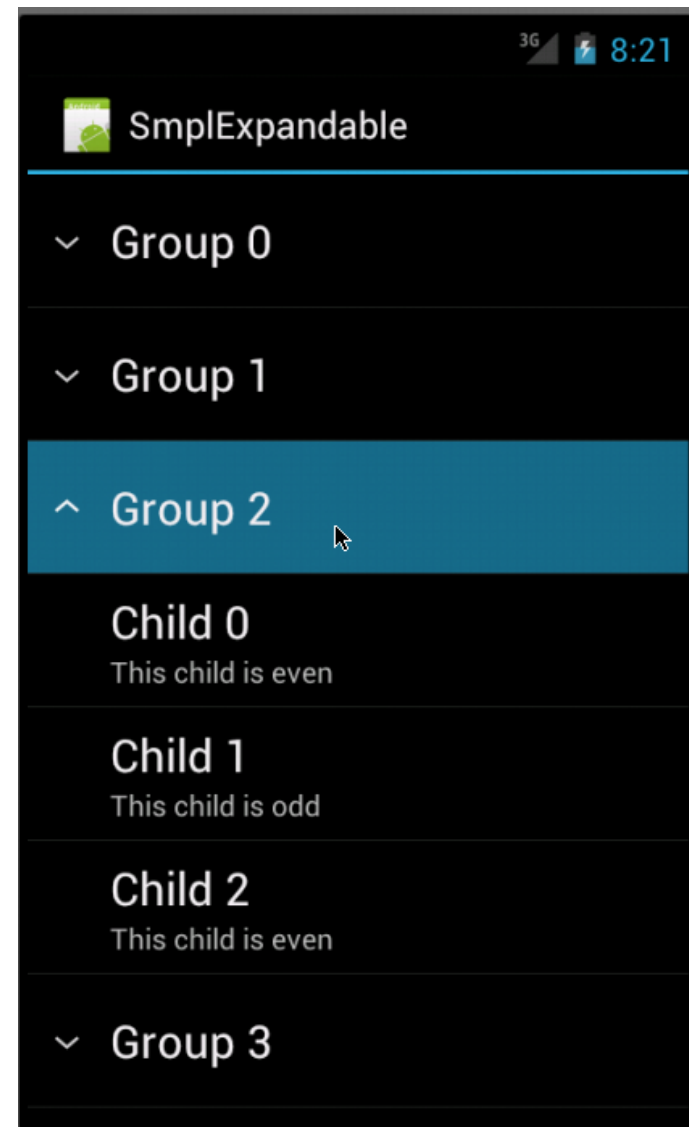 3G 8:21
Android
SmplExpandable
Group 0
Group 1
Group 2
Child 0
This child is even
Child 1
This child is odd
Child 2
This child is even
Group 3